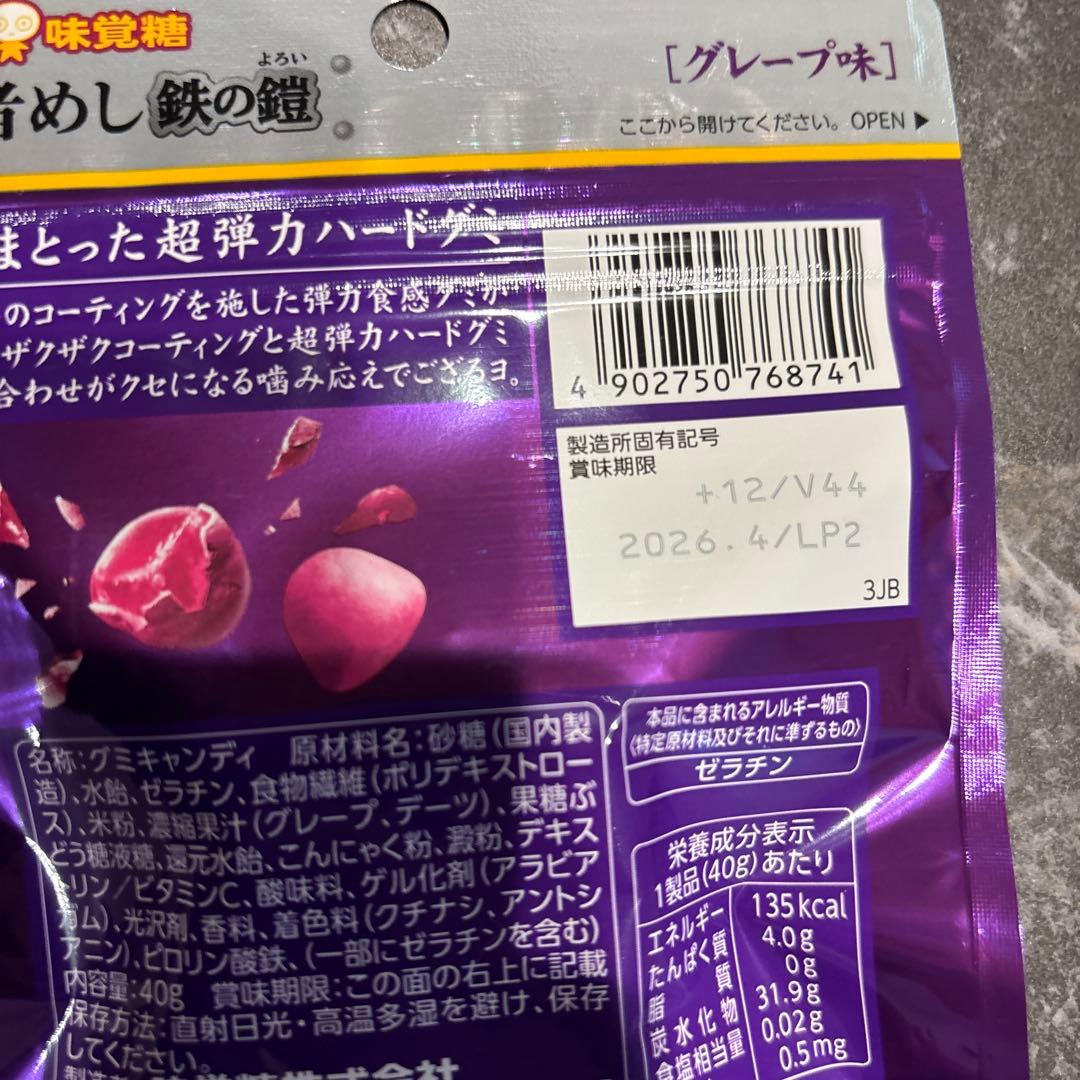 味覚糖
者めし 鉄の鎧
よろい
[グレープ味]
ここから開けてください。OPEN▶
まとった超弾力ハードグミ
のコーティングを施した弾力食感グミが
ザクザクコーティングと超弾力ハードグミ
合わせがクセになる噛み応えでござるヨ。
4 902750 768741
製造所固有記号
賞味期限
+12/V44
2026.4/LP2
3JB
本品に含まれるアレルギー物質
〈特定原材料及びそれに準ずるもの〉
ゼラチン
名称:グミキャンディ 原材料名:砂糖(国内製
造)、水飴、ゼラチン、食物繊維(ポリデキストロー
ス)、米粉、濃縮果汁(グレープ、デーツ)、果糖ぶ
どう糖液糖、還元水飴、こんにゃく粉、澱粉、デキス
トリン/ビタミンC、酸味料、ゲル化剤(アラビア
ガム)、光沢剤、香料、着色料(クチナシ、アントシ
アニン)、ピロリン酸鉄、(一部にゼラチンを含む)
内容量:40g 賞味期限:この面の右上に記載
保存方法:直射日光・高温多湿を避け、保存
してください。
株式会社
栄養成分表示
1製品(40g)あたり
エネルギー 135kcal
たんぱく質 4.0g
脂質 0g
炭水化物 31.9g
食塩相当量 0.02g
0.5mg